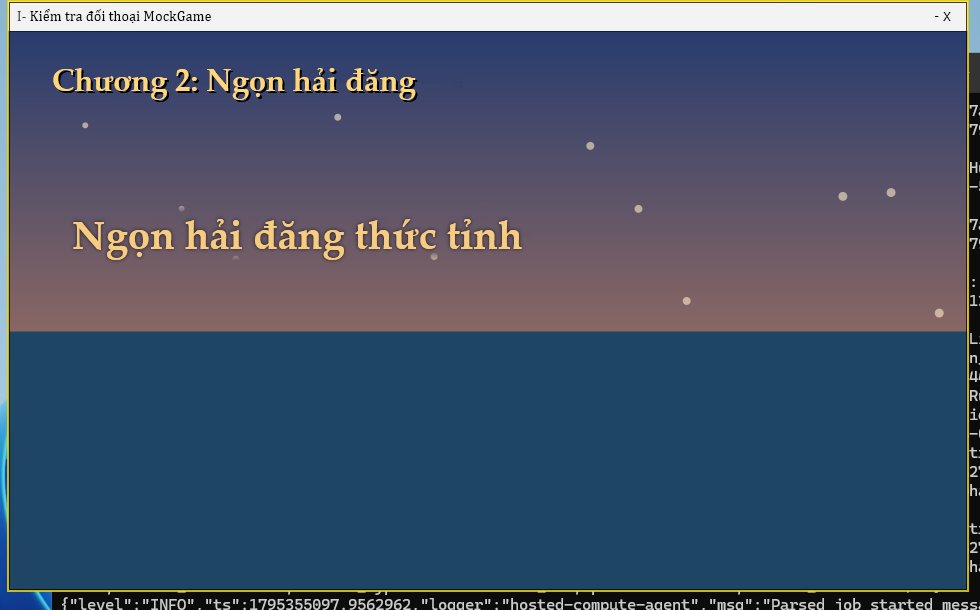 I- Kiểm tra đối thoại MockGame
- X
Chương 2: Ngọn hải đăng
Ngọn hải đăng thức tỉnh
{"level":"INFO","ts":1795355097.9562962,"logger":"hosted-compute-agent","msg":"Parsed job started mes